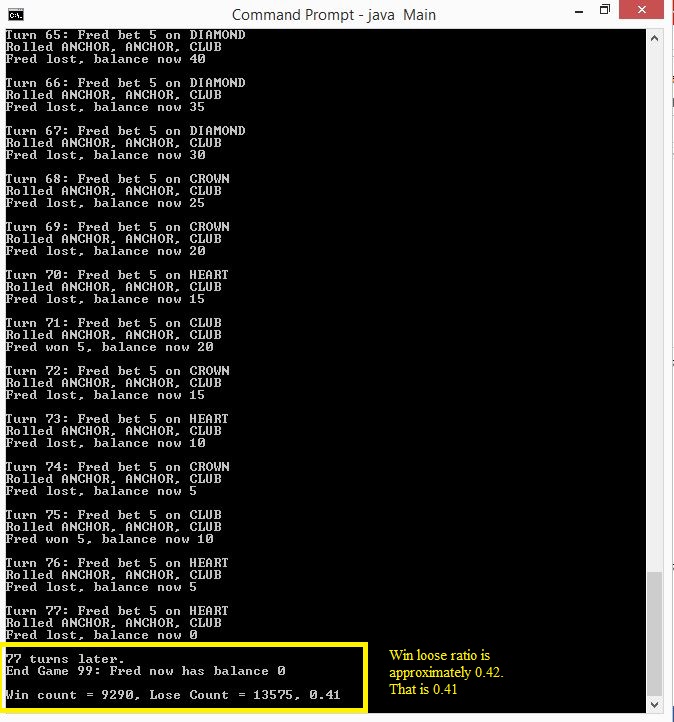 Command Prompt - java Main
C:\.
Turn 65: Fred bet 5 on DIAMOND
Rolled ANCHOR, ANCHOR, CLUB
Fred lost, balance now 40
Turn 66: Fred bet 5 on DIAMOND
Rolled ANCHOR, ANCHOR, CLUB
Fred lost, balance now 35
Turn 67: Fred bet 5 on DIAMOND
Rolled ANCHOR, ANCHOR, CLUB
Fred lost, balance now 30
Turn 68: Fred bet 5 on CROWN
Rolled ANCHOR, ANCHOR, CLUB
Fred lost, balance now 25
Turn 69: Fred bet 5 on CROWN
Rolled ANCHOR, ANCHOR, CLUB
Fred lost, balance now 20
Turn 70: Fred bet 5 on HEART
Rolled ANCHOR, ANCHOR, CLUB
Fred lost, balance now 15
Turn 71: Fred bet 5 on CLUB
Rolled ANCHOR, ANCHOR, CLUB
Fred won 5, balance now 20
Turn 72: Fred bet 5 on CROWN
Rolled ANCHOR, ANCHOR, CLUB
Fred lost, balance now 15
Turn 73: Fred bet 5 on HEART
Rolled ANCHOR, ANCHOR, CLUB
Fred lost, balance now 10
Turn 74: Fred bet 5 on CROWN
Rolled ANCHOR, ANCHOR, CLUB
Fred lost, balance now 5
Turn 75: Fred bet 5 on CLUB
Rolled ANCHOR, ANCHOR, CLUB
Fred won 5, balance now 10
Turn 76: Fred bet 5 on HEART
Rolled ANCHOR, ANCHOR, CLUB
Fred lost, balance now 5
Turn 77: Fred bet 5 on HEART
Rolled ANCHOR, ANCHOR, CLUB
Fred lost, balance now 0
77 turns later.
End Game 99: Fred now has balance 0
Win count = 9290, Lose Count = 13575, 0.41
Win loose ratio is
approximately 0.42.
That is 0.41